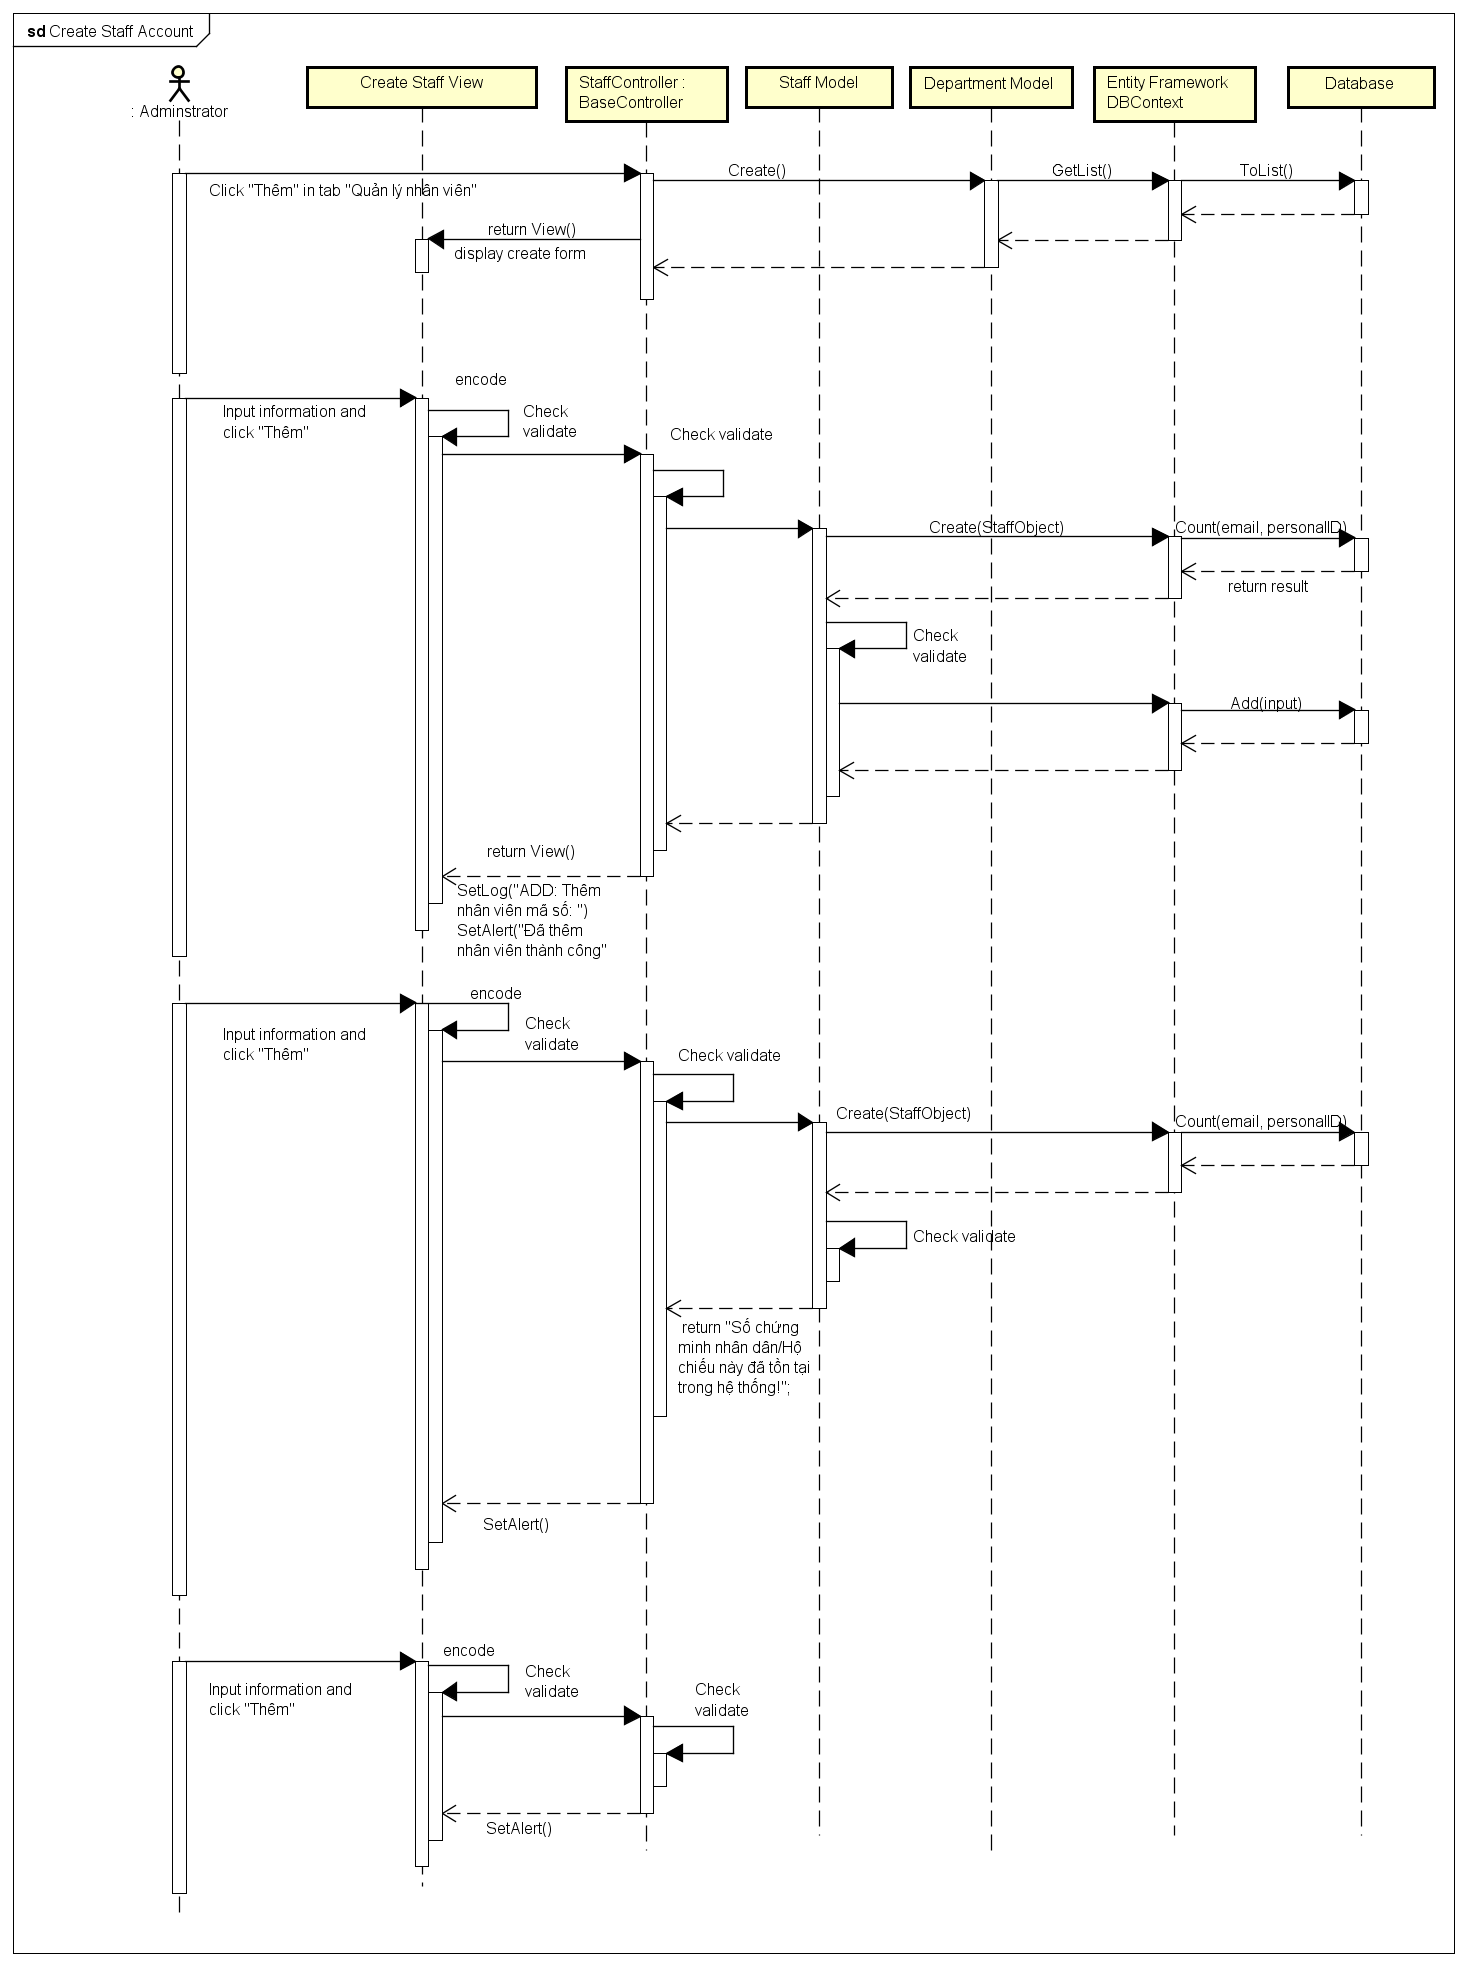 sd Create Staff Account
: Adminstrator
Create Staff View
StaffController :
BaseController
Staff Model
Department Model
Entity Framework
DBContext
Database
Click "Thêm" in tab "Quản lý nhân viên"
Create()
GetList()
ToList()
return View()
display create form
encode
Input information and
click "Thêm"
Check
validate
Check validate
Create(StaffObject)
Count(email, personalID)
return result
Check
validate
Add(input)
return View()
SetLog("ADD: Thêm
nhân viên mã số: ")
SetAlert("Đã thêm
nhân viên thành công"
encode
Input information and
click "Thêm"
Check
validate
Check validate
Create(StaffObject)
Count(email, personalID)
Check validate
return "Số chứng
minh nhân dân/Hộ
chiếu này đã tồn tại
trong hệ thống!";
SetAlert()
encode
Input information and
click "Thêm"
Check
validate
Check
validate
SetAlert()